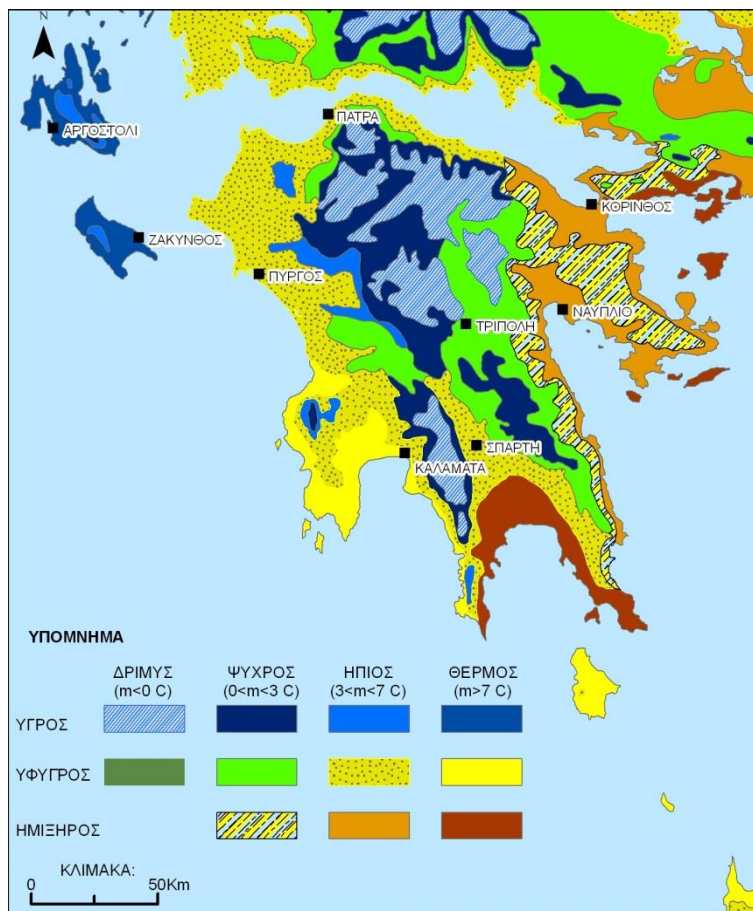 N
ΠΑΤΡΑ
ΑΡΓΟΣΤΟΛΙ
ΚΟΡΙΝΘΟΣ
ΖΑΚΥΝΘΟΣ
ΠΥΡΓΟΣ
ΝΑΥΠΛΙΟ
ΤΡΙΠΟΛΗ
ΣΠΑΡΤΗ
ΚΑΛΑΜΑΤΑ
ΥΠΟΜΝΗΜΑ
ΔΡΙΜΥΣ ΨΥΧΡΟΣ ΗΠΙΟΣ ΘΕΡΜΟΣ
(m<0 C) (0<m<3 C) (3<m<7 C) (m>7 C)
ΥΓΡΟΣ
ΥΦΥΓΡΟΣ
ΗΜΙΞΗΡΟΣ
ΚΛΙΜΑΚΑ:
0 50Km